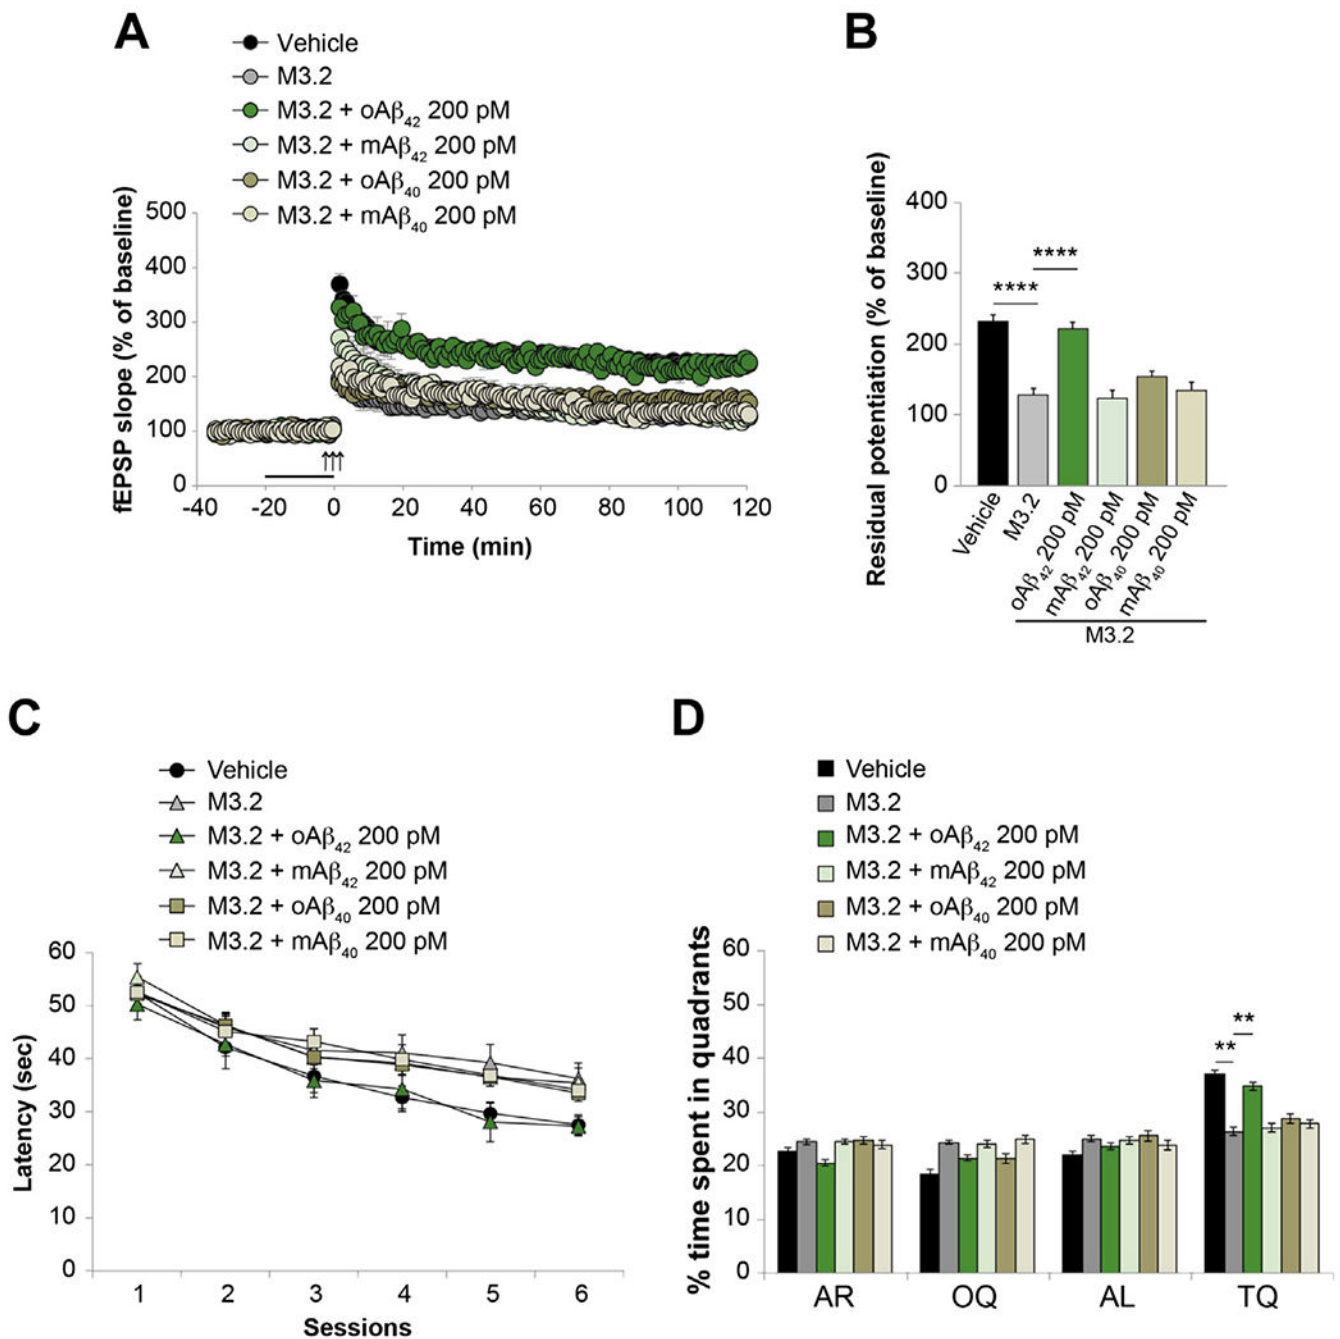 A
Vehicle
M3.2
M3.2 + oAβ42 200 pM
M3.2 + mAβ42 200 pM
M3.2 + oAβ40 200 pM
M3.2 + mAβ40 200 pM
fEPSP slope (% of baseline)
500
400
300
200
100
0
↑↑↑
-40 -20 0 20 40 60 80 100 120
Time (min)
B
Residual potentiation (% of baseline)
400
300
200
100
0
****
****
Vehicle
M3.2
oAβ42 200 pM
mAβ42 200 pM
oAβ40 200 pM
mAβ40 200 pM
M3.2
C
Vehicle
M3.2
M3.2 + oAβ42 200 pM
M3.2 + mAβ42 200 pM
M3.2 + oAβ40 200 pM
M3.2 + mAβ40 200 pM
Latency (sec)
60
50
40
30
20
10
0
1 2 3 4 5 6
Sessions
D
Vehicle
M3.2
M3.2 + oAβ42 200 pM
M3.2 + mAβ42 200 pM
M3.2 + oAβ40 200 pM
M3.2 + mAβ40 200 pM
% time spent in quadrants
60
50
40
30
20
10
0
**
**
AR OQ AL TQ